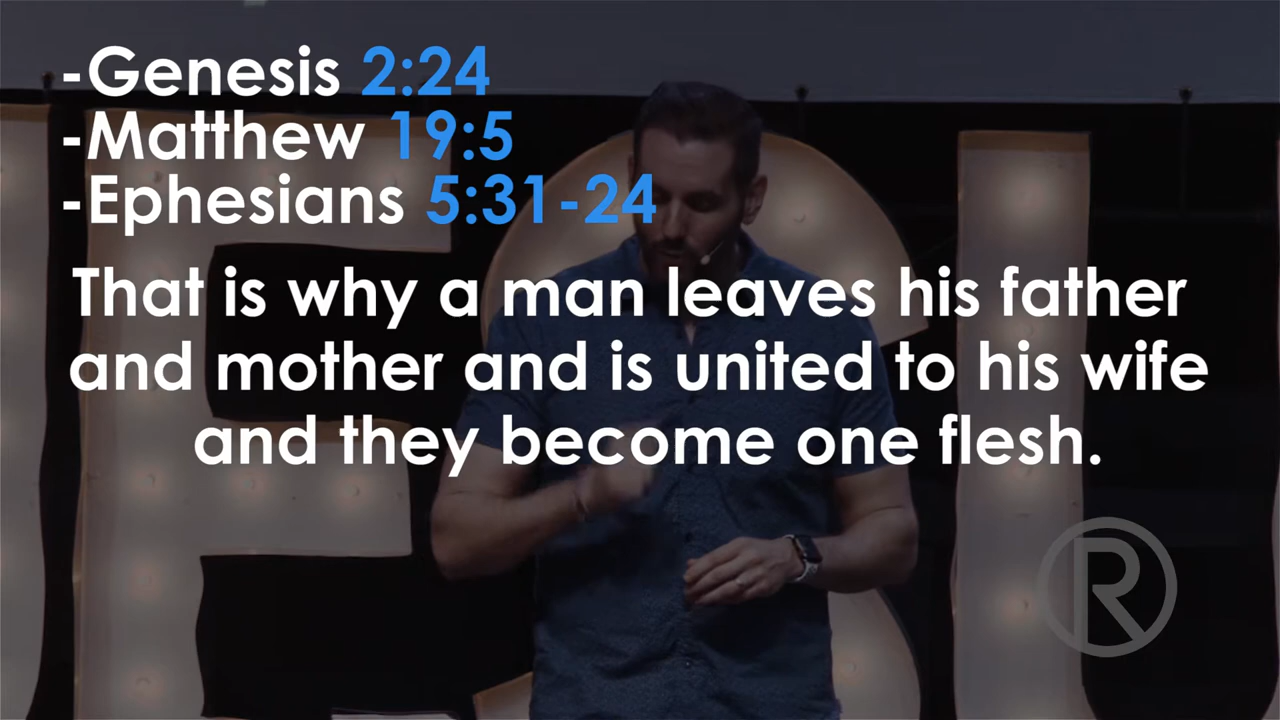 -Genesis 2:24
-Matthew 19:5
-Ephesians 5:31-24
That is why a man leaves his father
and mother and is united to his wife
and they become one flesh.
R